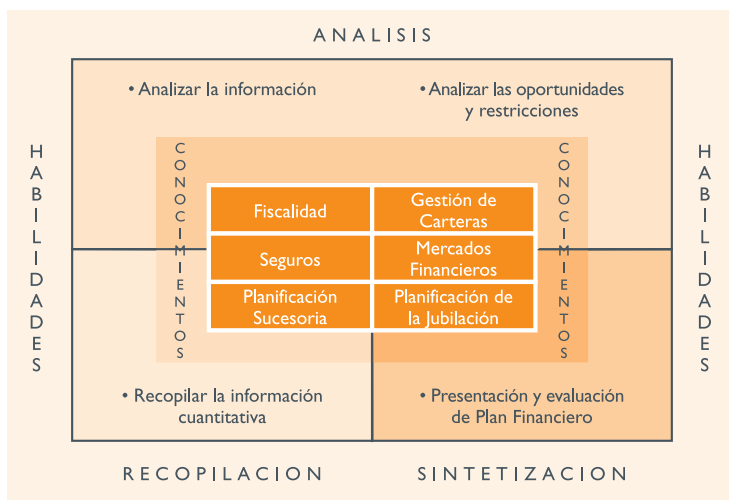 ANALISIS
• Analizar la información
• Analizar las oportunidades
y restricciones
HABILIDADES
CONOCIMIENTOS
Fiscalidad
Gestión de
Carteras
Seguros
Mercados
Financieros
Planificación
Sucesoria
Planificación de
la Jubilación
CONOCIMIENTOS
HABILIDADES
• Recopilar la información
cuantitativa
• Presentación y evaluación
de Plan Financiero
RECOPILACION
SINTETIZACION